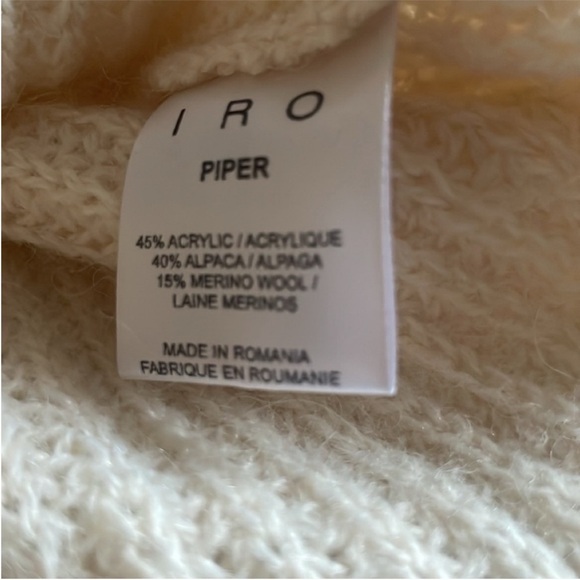 IRO
PIPER
45% ACRYLIC / ACRYLIQUE
40% ALPACA / ALPAGA
15% MERINO WOOL /
LAINE MERINOS
MADE IN ROMANIA
FABRIQUE EN ROUMANIE